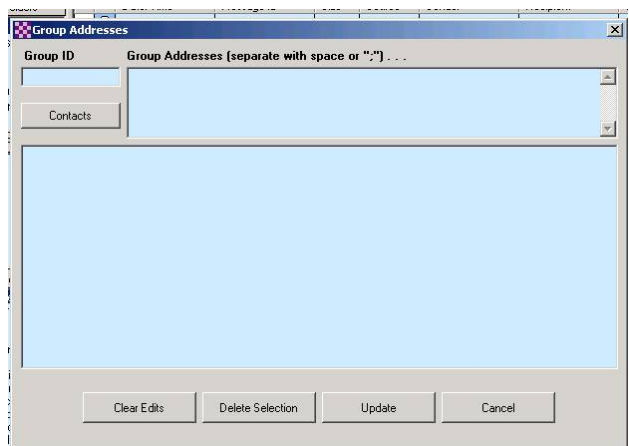 Group Addresses
Group ID
Group Addresses (separate with space or ";") . . .
Contacts
Clear Edits
Delete Selection
Update
Cancel